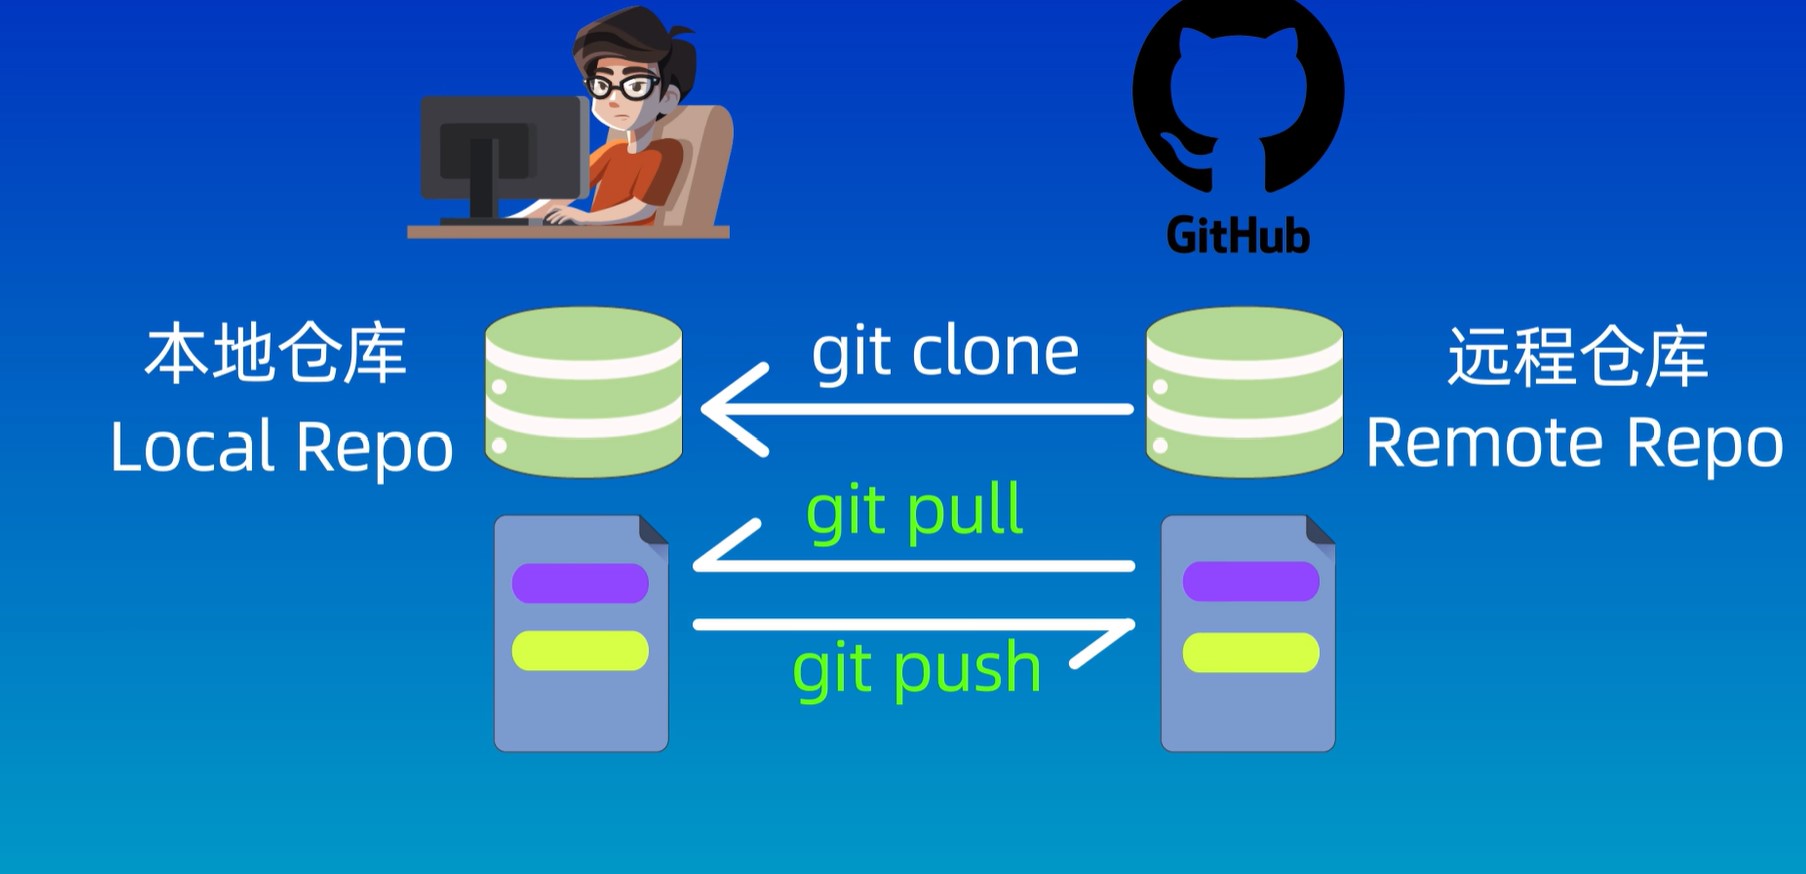 GitHub
本地仓库
Local Repo
git clone
远程仓库
Remote Repo
git pull
git push